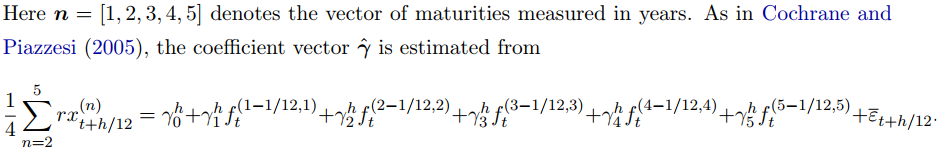 Here n = [1, 2, 3, 4, 5] denotes the vector of maturities measured in years. As in Cochrane and
Piazzesi (2005), the coefficient vector γ̂ is estimated from
$\frac{1}{4}\sum_{n=2}^{5} rx_{t+h/12}^{(n)} = \gamma_0^h + \gamma_1^h f_t^{(1-1/12,1)} + \gamma_2^h f_t^{(2-1/12,2)} + \gamma_3^h f_t^{(3-1/12,3)} + \gamma_4^h f_t^{(4-1/12,4)} + \gamma_5^h f_t^{(5-1/12,5)} + \bar{\varepsilon}_{t+h/12}.$